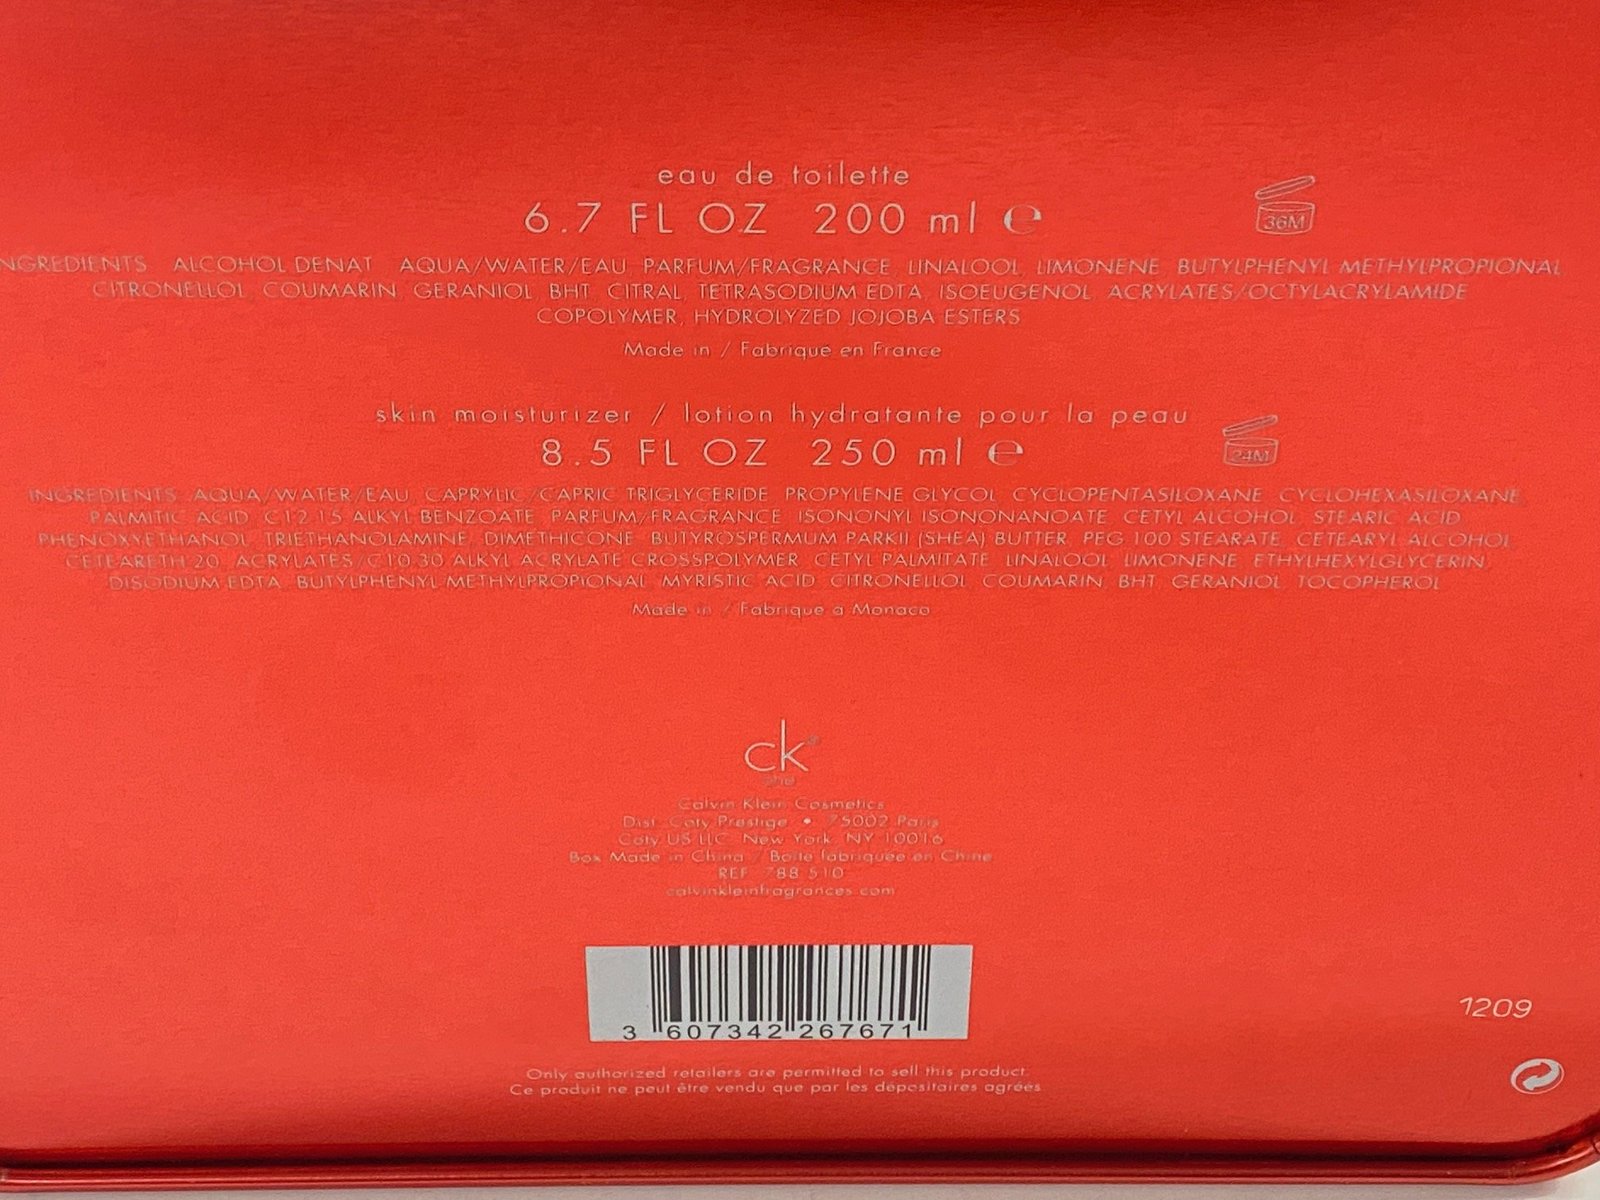 eau de toilette
6.7 FL OZ 200 ml ℮
36M
NGREDIENTS ALCOHOL DENAT AQUA/WATER/EAU, PARFUM/FRAGRANCE, LINALOOL, LIMONENE, BUTYLPHENYL METHYLPROPIONAL
CITRONELLOL, COUMARIN, GERANIOL, BHT, CITRAL, TETRASODIUM EDTA, ISOEUGENOL, ACRYLATES/OCTYLACRYLAMIDE
COPOLYMER, HYDROLYZED JOJOBA ESTERS
Made in / Fabrique en France
skin moisturizer / lotion hydratante pour la peau
8.5 FL OZ 250 ml ℮
24M
INGREDIENTS AQUA/WATER/EAU, CAPRYLIC/CAPRIC TRIGLYCERIDE, PROPYLENE GLYCOL, CYCLOPENTASILOXANE, CYCLOHEXASILOXANE,
PALMITIC ACID, C12-15 ALKYL BENZOATE, PARFUM/FRAGRANCE, ISONONYL ISONONANOATE, CETYL ALCOHOL, STEARIC ACID
PHENOXYETHANOL, TRIETHANOLAMINE, DIMETHICONE, BUTYROSPERMUM PARKII (SHEA) BUTTER, PEG 100 STEARATE, CETEARYL ALCOHOL
CETEARETH 20, ACRYLATES/C10-30 ALKYL ACRYLATE CROSSPOLYMER, CETYL PALMITATE, LINALOOL, LIMONENE, ETHYLHEXYLGLYCERIN
DISODIUM EDTA, BUTYLPHENYL METHYLPROPIONAL, MYRISTIC ACID, CITRONELLOL, COUMARIN, BHT, GERANIOL, TOCOPHEROL
Made in / Fabrique a Monaco
ck
she
Calvin Klein Cosmetics
Dist. Coty Prestige • 75002 Paris
Coty US LLC New York, NY 10016
Box Made in China / Boîte fabriquée en Chine
REF. 788 510
calvinkleinfragrances.com
3 607342 267671
1209
Only authorized retailers are permitted to sell this product.
Ce produit ne peut être vendu que par les dépositaires agréés